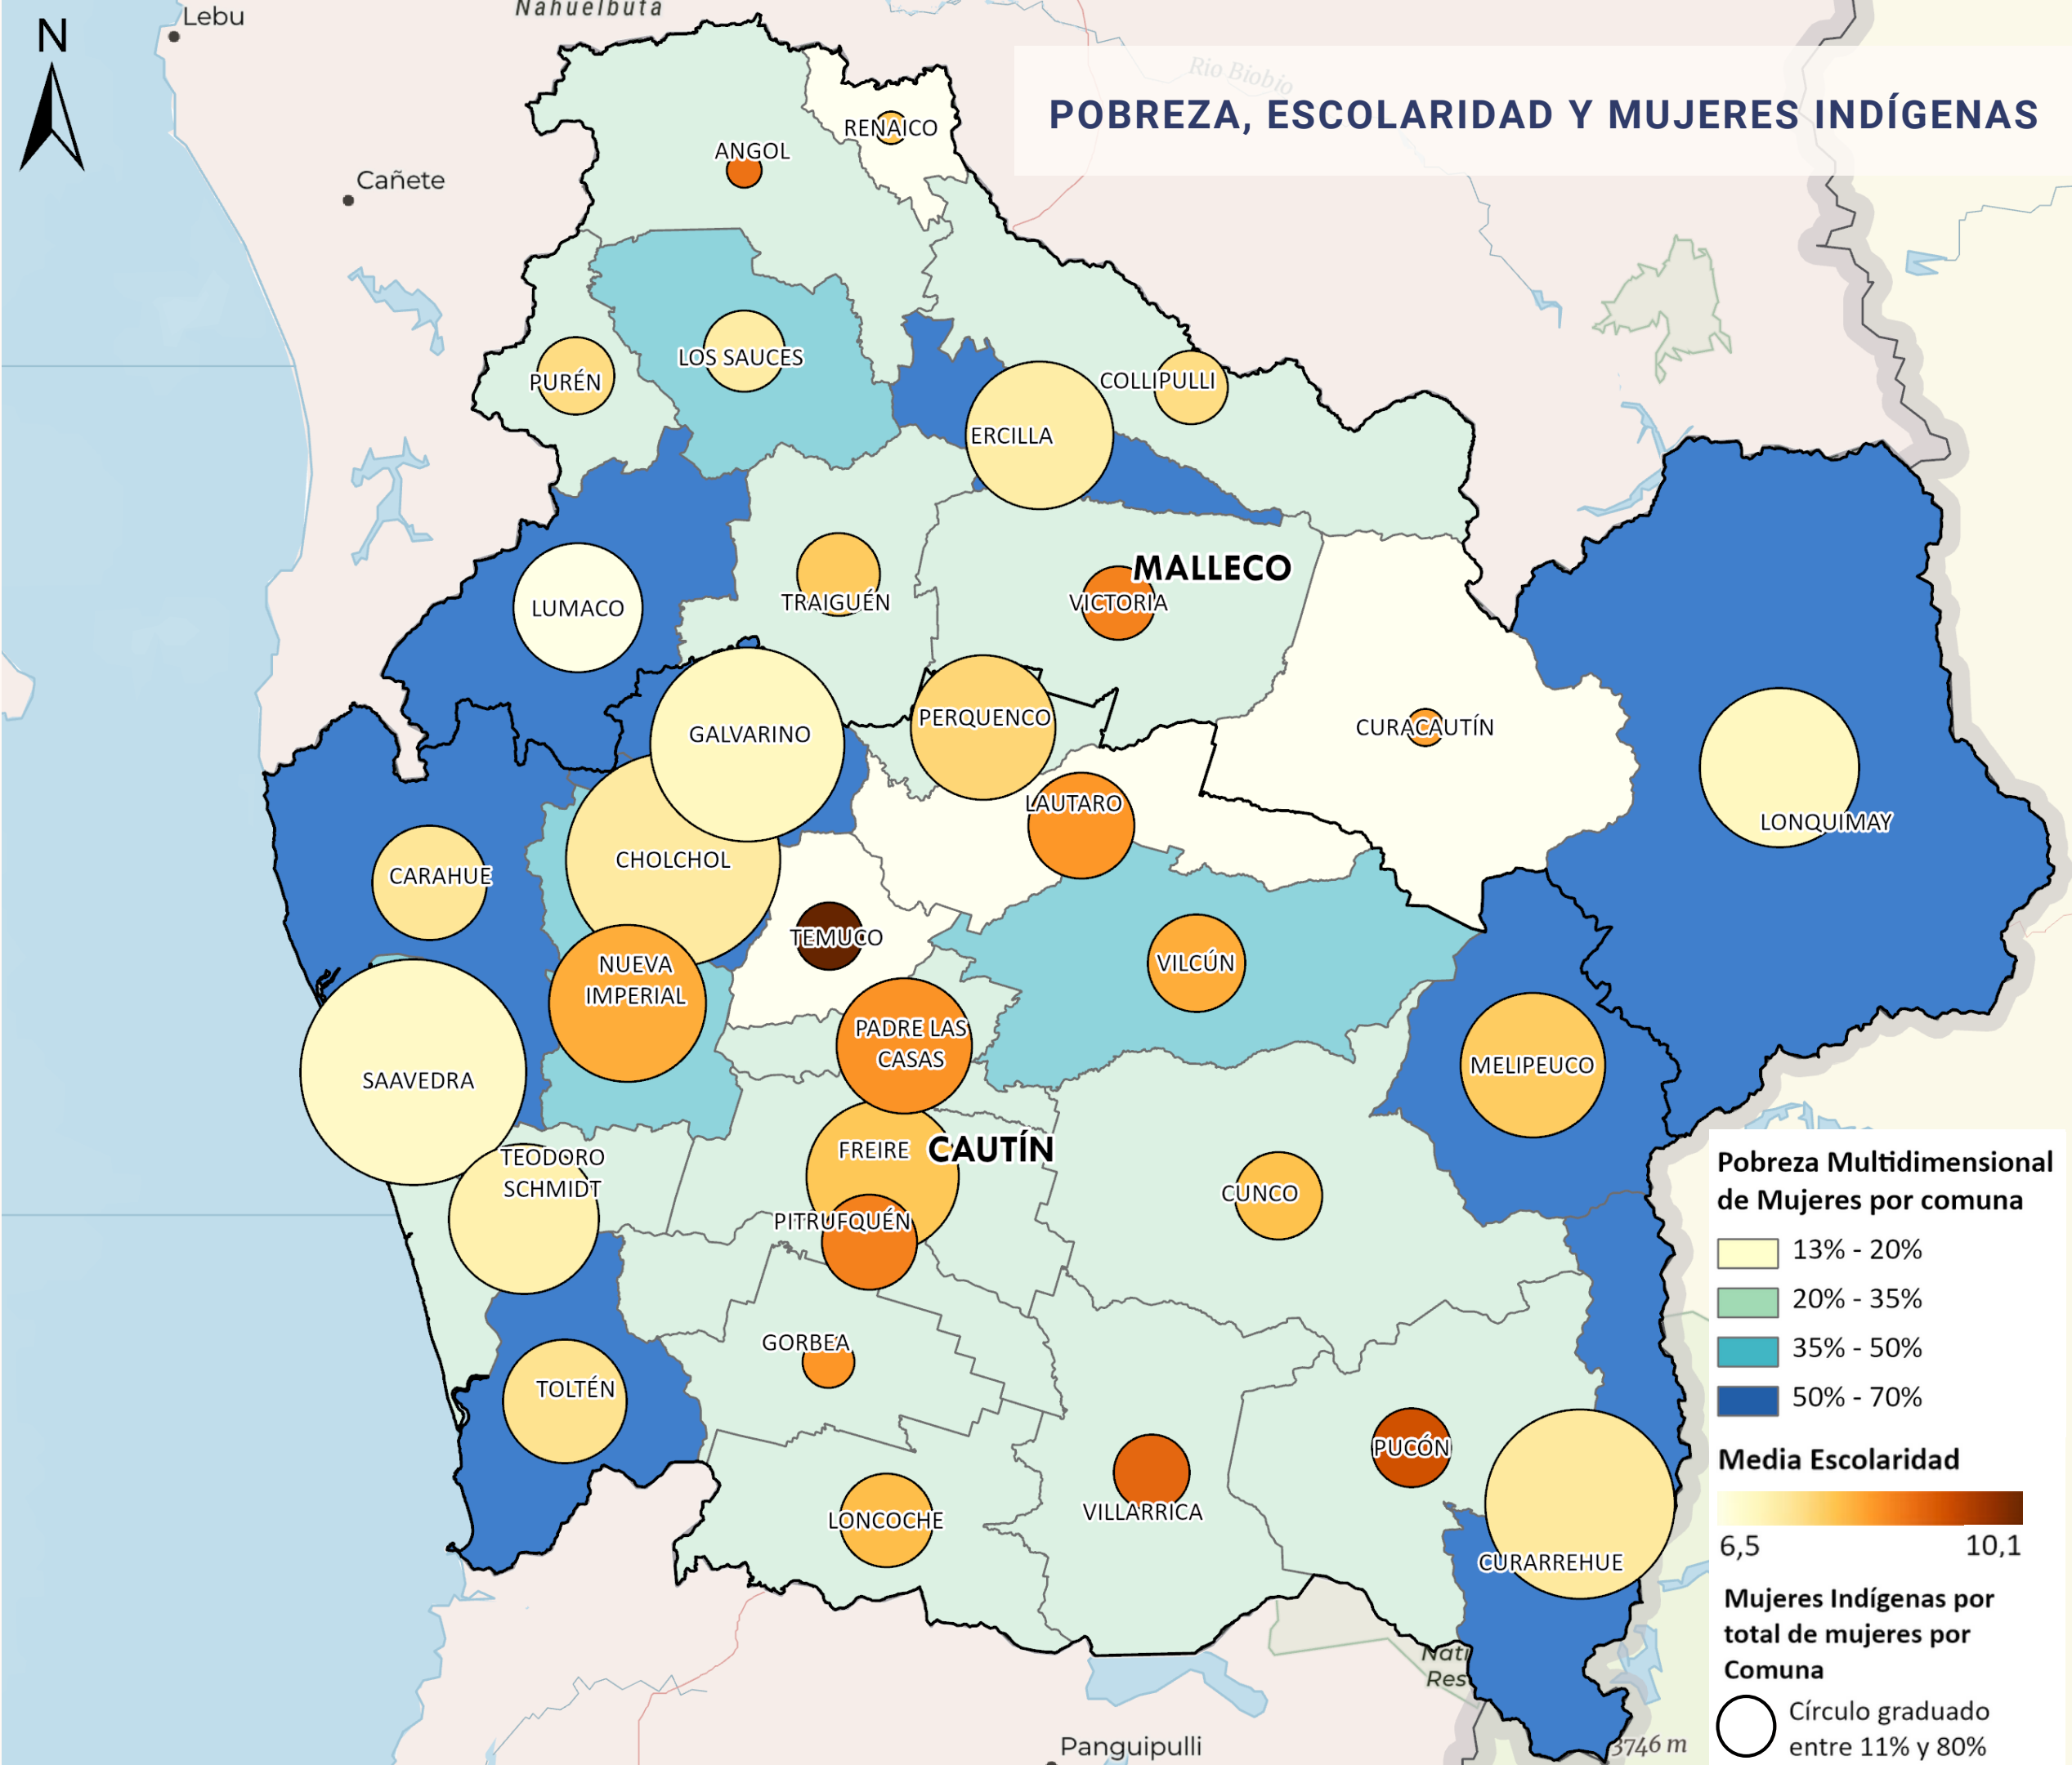 Nahuelbuta
Lebu
N
Rio Biobio
POBREZA, ESCOLARIDAD Y MUJERES INDÍGENAS
RENAICO
ANGOL
Cañete
LOS SAUCES
PURÉN
COLLIPULLI
ERCILLA
MALLECO
LUMACO
TRAIGUÉN
VICTORIA
PERQUENCO
GALVARINO
CURACAUTÍN
LAUTARO
LONQUIMAY
CHOLCHOL
CARAHUE
TEMUCO
NUEVA
IMPERIAL
VILCÚN
PADRE LAS
CASAS
MELIPEUCO
SAAVEDRA
FREIRE
CAUTÍN
TEODORO
SCHMIDT
CUNCO
PITRUFQUÉN
GORBEA
TOLTÉN
PUCÓN
VILLARRICA
LONCOCHE
CURARREHUE
Nati
Res
3746 m
Panguipulli
Pobreza Multidimensional
de Mujeres por comuna
13% - 20%
20% - 35%
35% - 50%
50% - 70%
Media Escolaridad
6,5 10,1
Mujeres Indígenas por
total de mujeres por
Comuna
Círculo graduado
entre 11% y 80%